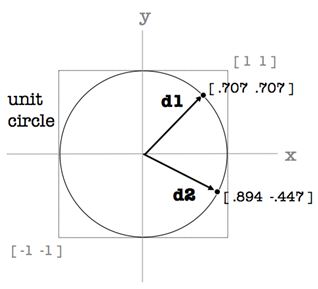 y
[ 1 1 ]
[ .707 .707 ]
d1
unit
circle
x
d2
[ .894 -.447 ]
[ -1 -1 ]